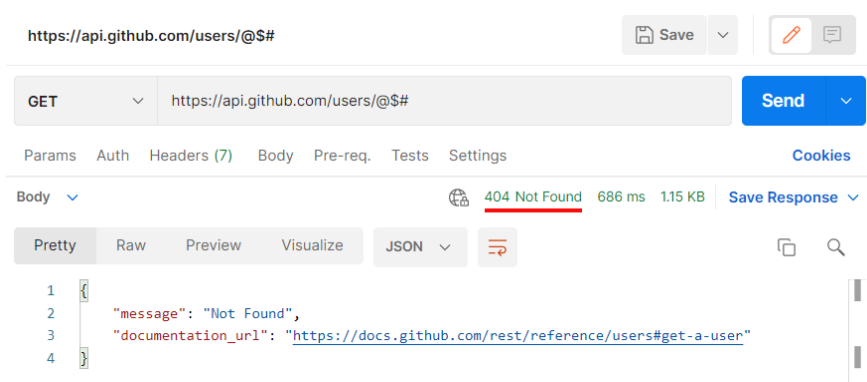 https://api.github.com/users/@$#
Save
GET https://api.github.com/users/@$# Send
Params Auth Headers (7) Body Pre-req. Tests Settings Cookies
Body 404 Not Found 686 ms 1.15 KB Save Response
Pretty Raw Preview Visualize JSON
1 {
2 "message": "Not Found",
3 "documentation_url": "https://docs.github.com/rest/reference/users#get-a-user"
4 }